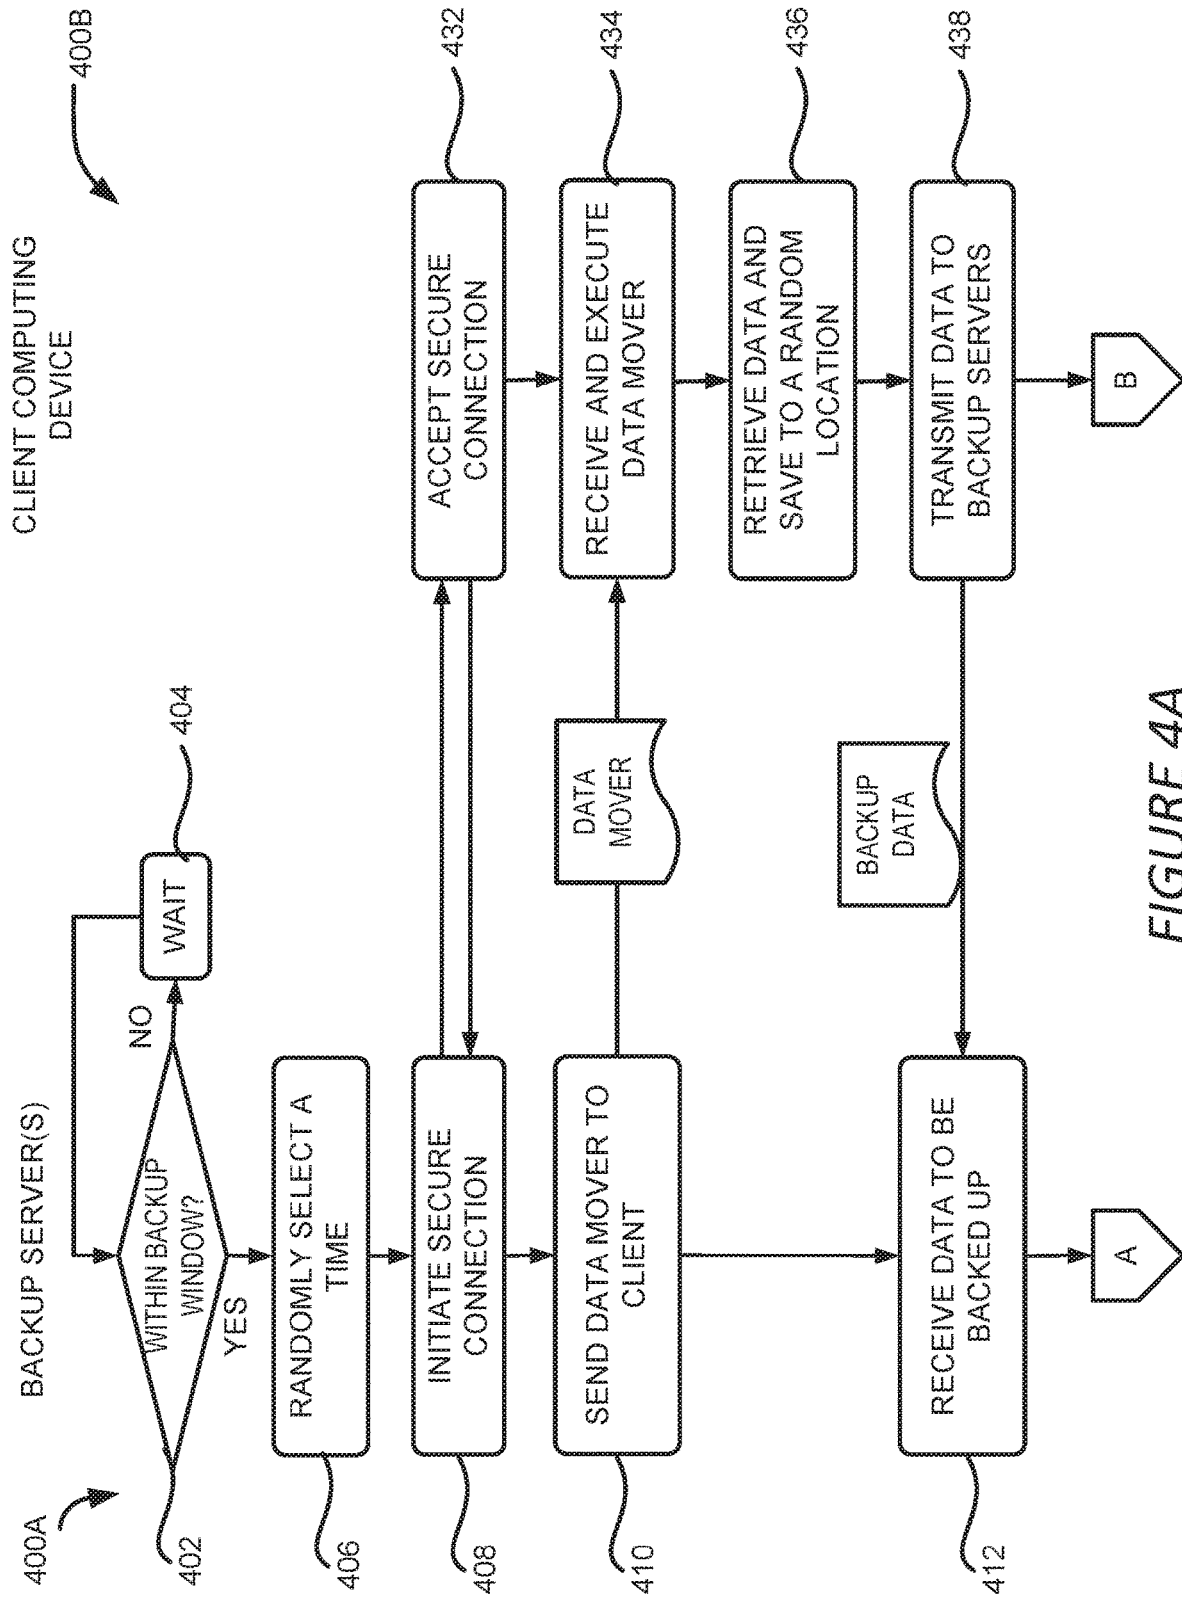 400A
BACKUP SERVER(S)
CLIENT COMPUTING
DEVICE
400B
402
WITHIN BACKUP
WINDOW?
NO
YES
WAIT
404
RANDOMLY SELECT A
TIME
406
INITIATE SECURE
CONNECTION
408
ACCEPT SECURE
CONNECTION
432
SEND DATA MOVER TO
CLIENT
410
DATA
MOVER
RECEIVE AND EXECUTE
DATA MOVER
434
RETRIEVE DATA AND
SAVE TO A RANDOM
LOCATION
436
RECEIVE DATA TO BE
BACKED UP
412
BACKUP
DATA
TRANSMIT DATA TO
BACKUP SERVERS
438
A
B
FIGURE 4A